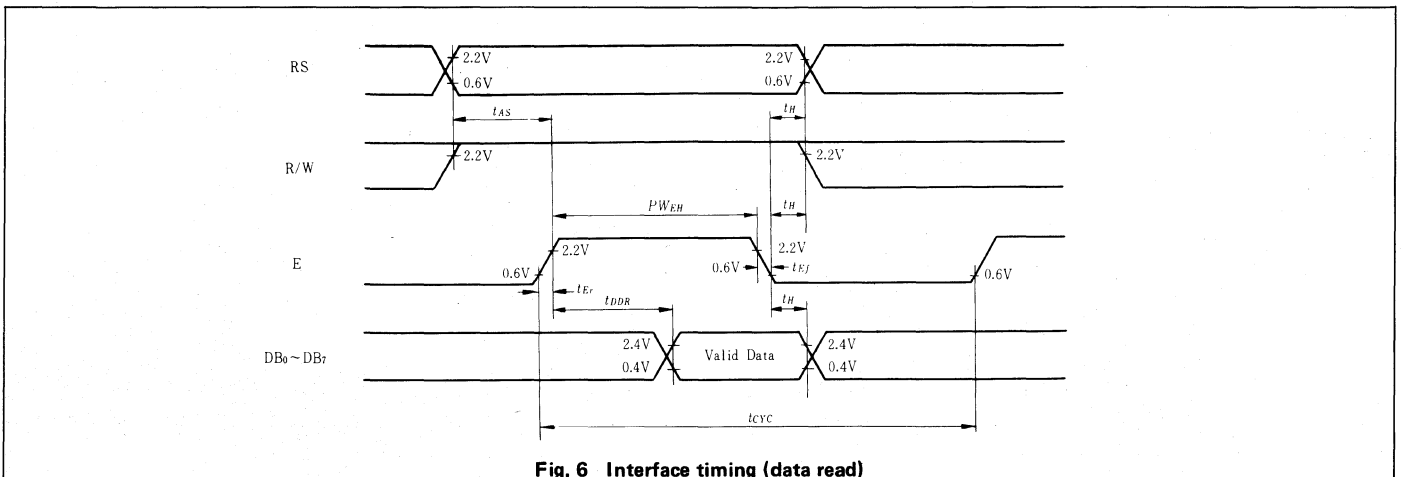 RS
2.2V
2.2V
0.6V
0.6V
tAS
tH
R/W
2.2V
2.2V
PWEH
tH
E
2.2V
2.2V
0.6V
0.6V
tEf
0.6V
tEr
tDDR
tH
DB0~DB7
2.4V
Valid Data
2.4V
0.4V
0.4V
tCYC
Fig. 6 Interface timing (data read)